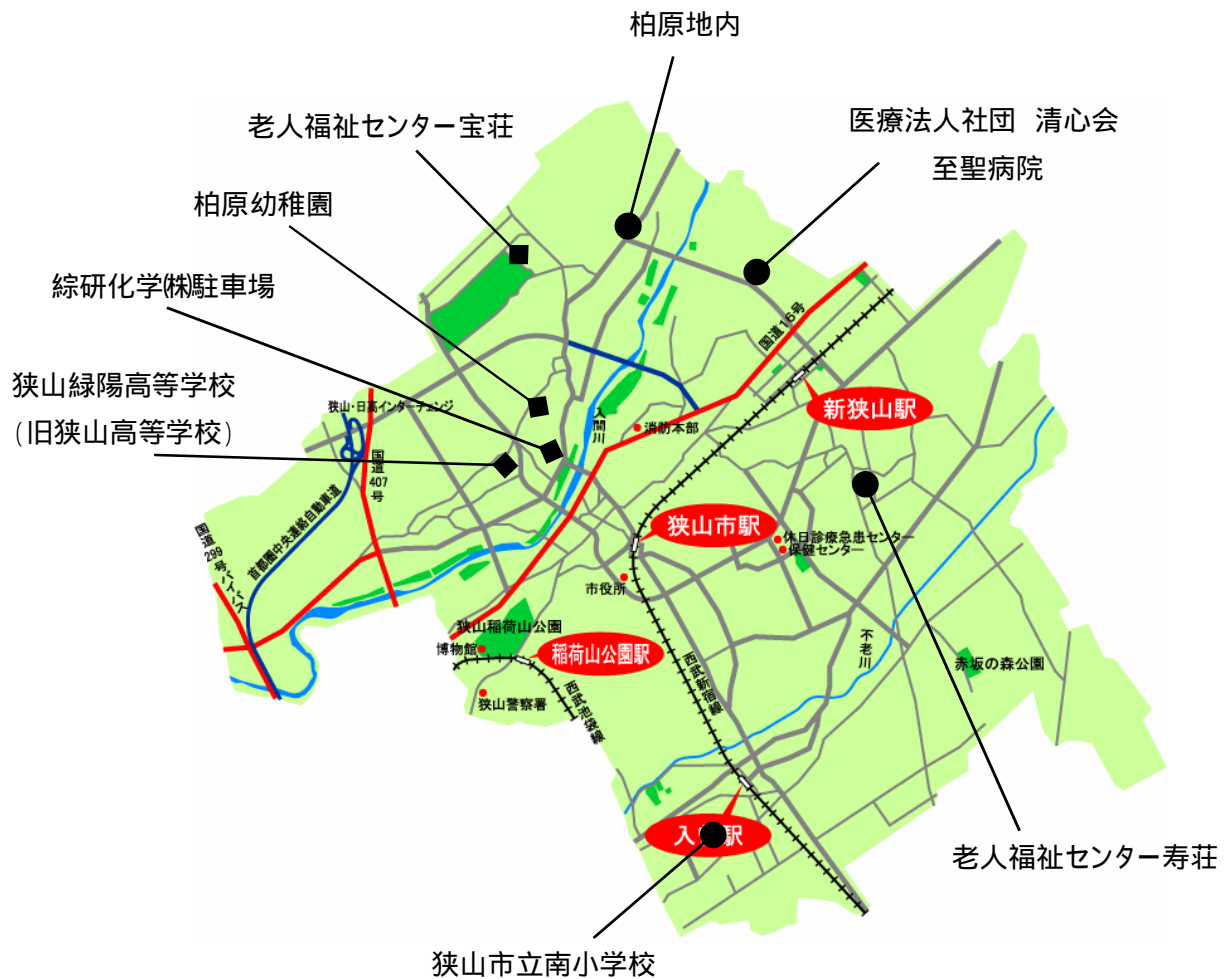 柏原地内
老人福祉センター宝荘
医療法人社団 清心会
至聖病院
柏原幼稚園
綜研化学㈱駐車場
狭山緑陽高等学校
（旧狭山高等学校）
狭山・日高インターチェンジ
国道407号
首都圏中央連絡自動車道
国道299号バイパス
入間川
消防本部
国道16号
新狭山駅
狭山市駅
休日診療急患センター
保健センター
市役所
狭山稲荷山公園
博物館
稲荷山公園駅
狭山警察署
西武池袋線
西武新宿線
不老川
赤坂の森公園
入
駅
老人福祉センター寿荘
狭山市立南小学校